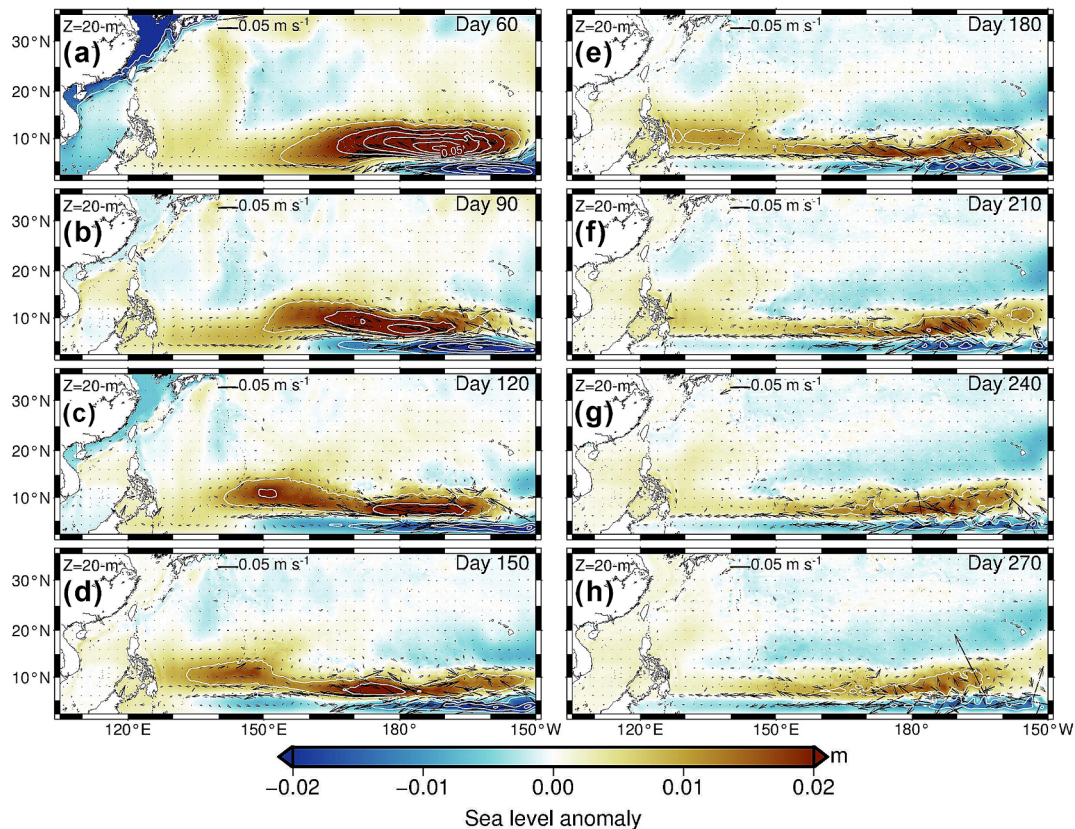 Z=20-m 0.05 m s⁻¹ Day 60
(a)
30°N
20°N
10°N
0.05
Z=20-m 0.05 m s⁻¹ Day 180
(e)
Z=20-m 0.05 m s⁻¹ Day 90
(b)
30°N
20°N
10°N
Z=20-m 0.05 m s⁻¹ Day 210
(f)
Z=20-m 0.05 m s⁻¹ Day 120
(c)
30°N
20°N
10°N
Z=20-m 0.05 m s⁻¹ Day 240
(g)
Z=20-m 0.05 m s⁻¹ Day 150
(d)
30°N
20°N
10°N
Z=20-m 0.05 m s⁻¹ Day 270
(h)
120°E 150°E 180° 150°W
120°E 150°E 180° 150°W
m
−0.02 −0.01 0.00 0.01 0.02
Sea level anomaly